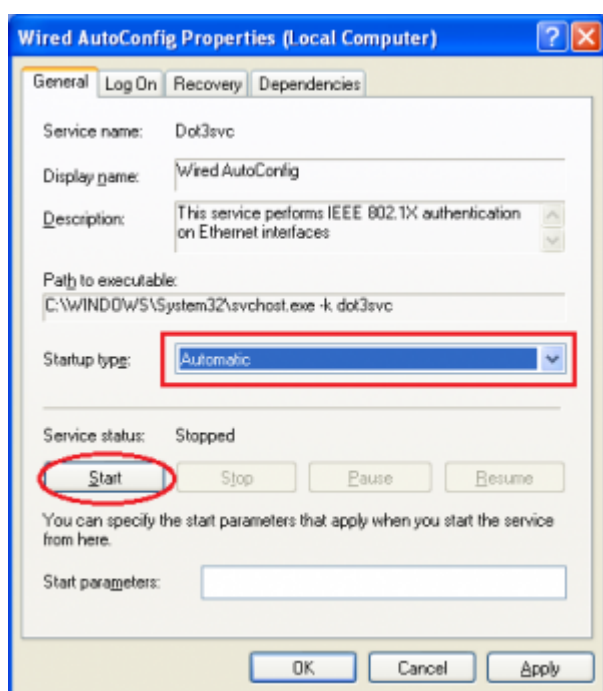 Wired AutoConfig Properties (Local Computer)
General Log On Recovery Dependencies
Service name: Dot3svc
Display name: Wired AutoConfig
Description: This service performs IEEE 802.1X authentication
on Ethernet interfaces
Path to executable:
C:\WINDOWS\System32\svchost.exe -k dot3svc
Startup type: Automatic
Service status: Stopped
Start Stop Pause Resume
You can specify the start parameters that apply when you start the service
from here.
Start parameters:
OK Cancel Apply